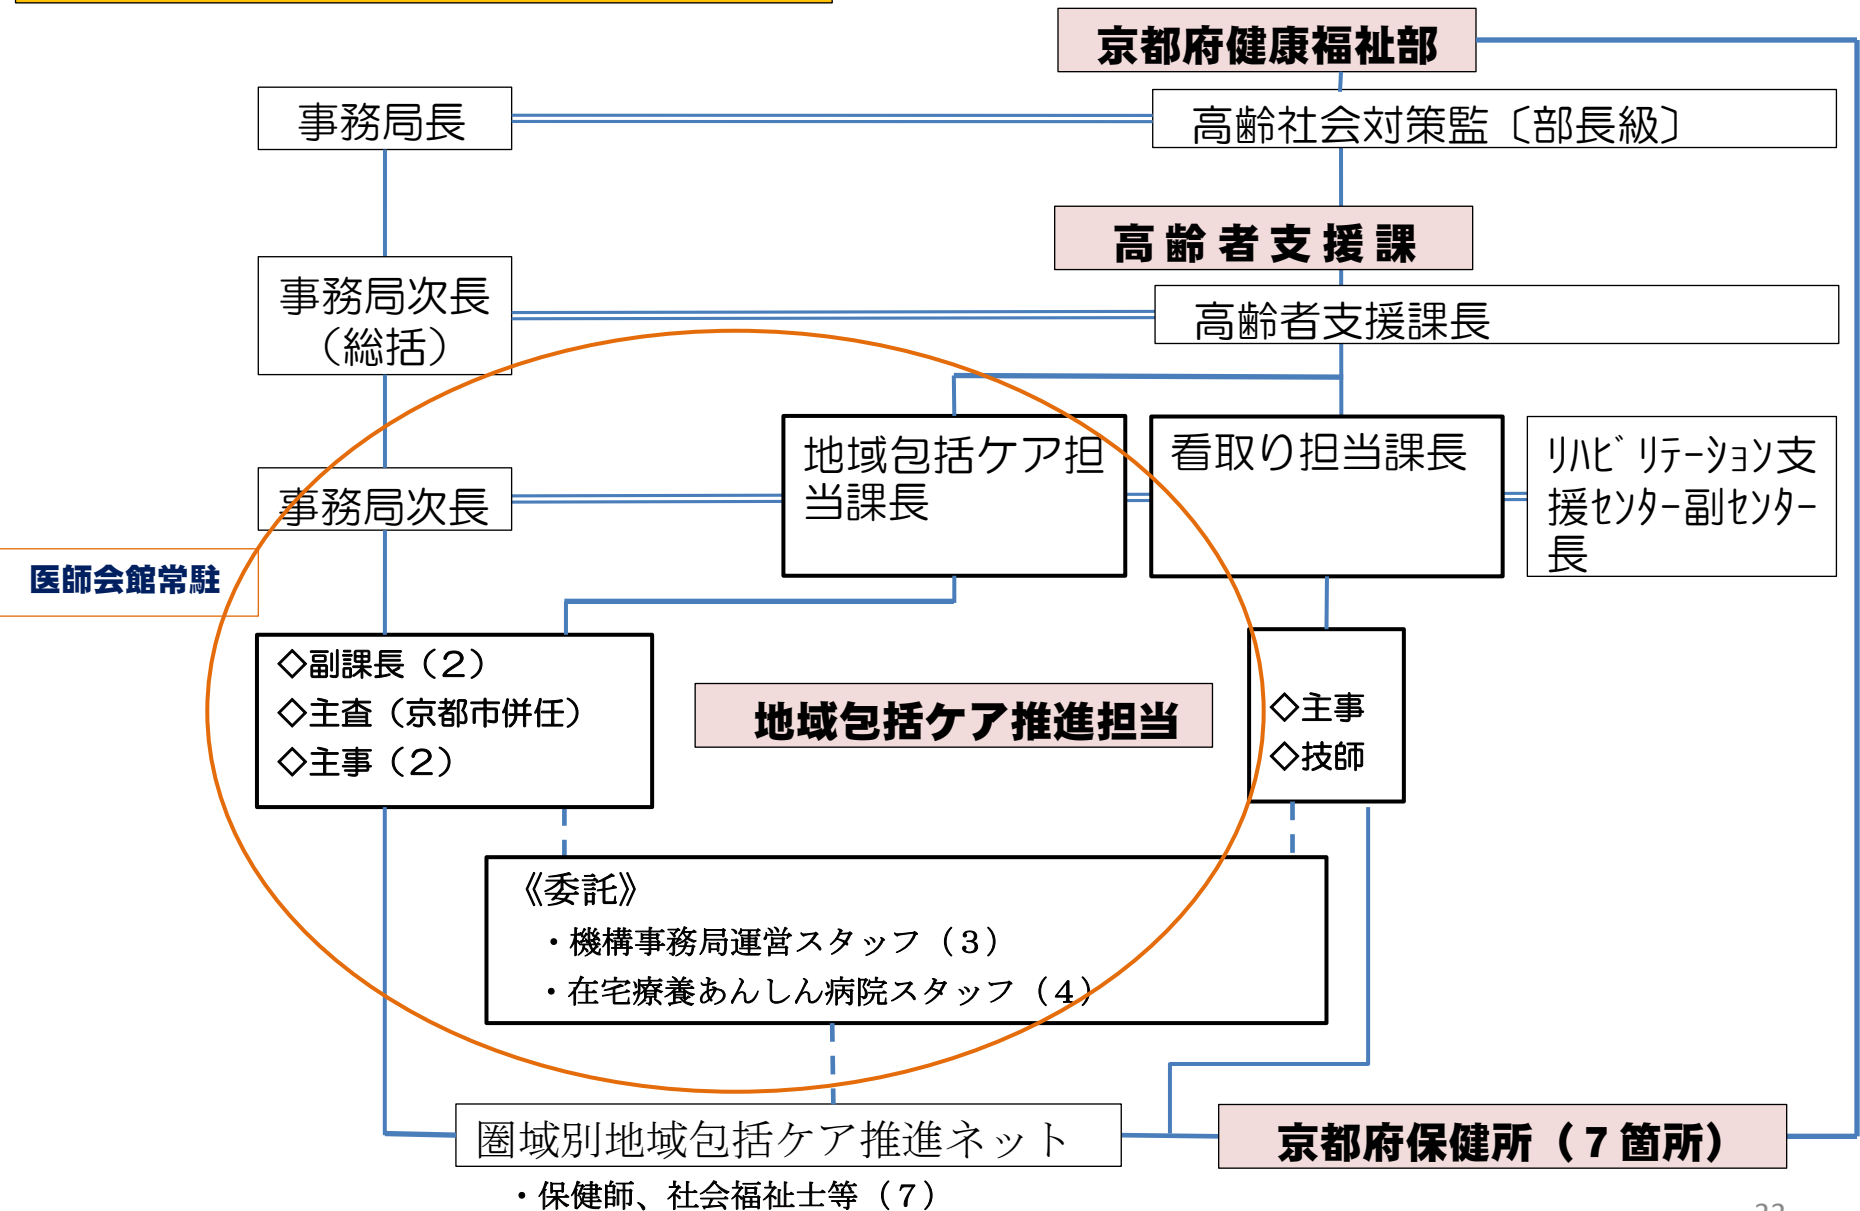 京都府健康福祉部
事務局長
高齢社会対策監〔部長級〕
高齢者支援課
事務局次長
（総括）
高齢者支援課長
地域包括ケア担
当課長
看取り担当課長
ﾘﾊﾋﾞﾘﾃｰｼｮﾝ支
援ｾﾝﾀｰ副ｾﾝﾀｰ
長
事務局次長
医師会館常駐
◇副課長（２）
◇主査（京都市併任）
◇主事（２）
地域包括ケア推進担当
◇主事
◇技師
《委託》
・機構事務局運営スタッフ（３）
・在宅療養あんしん病院スタッフ（４）
圏域別地域包括ケア推進ネット
京都府保健所（７箇所）
・保健師、社会福祉士等（７）